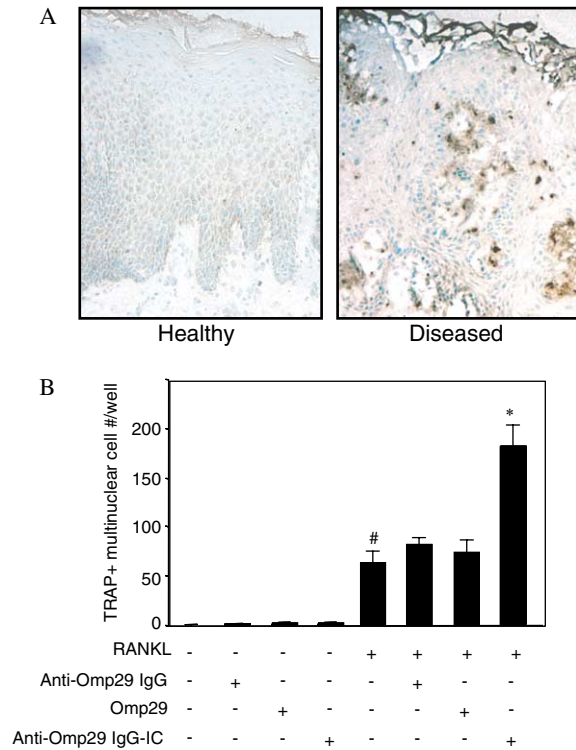 A
Healthy Diseased
B
TRAP+ multinuclear cell #/well
200
150
100
50
0
# *
RANKL - - - - + + + +
Anti-Omp29 IgG - + - - - + - -
Omp29 - - + - - - + -
Anti-Omp29 IgG-IC - - - + - - - +